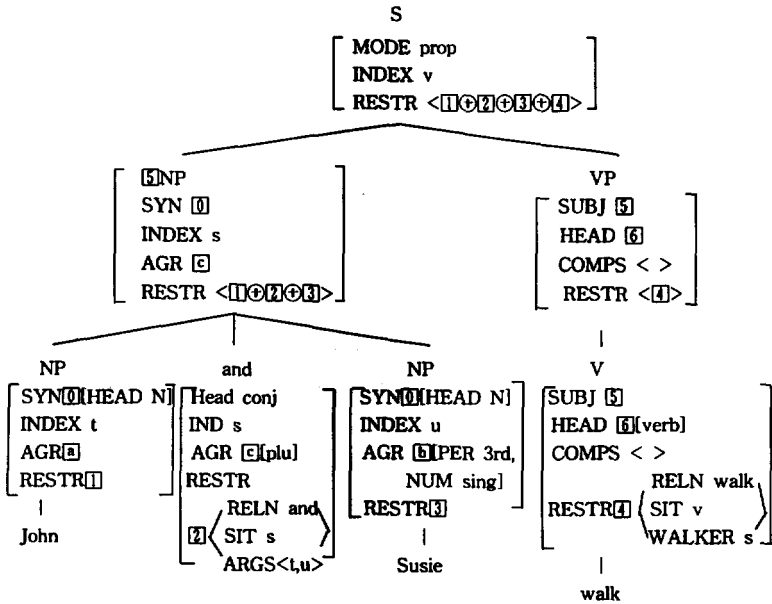 S
MODE prop
INDEX v
RESTR <1⊕2⊕3⊕4>
5NP
SYN 0
INDEX s
AGR c
RESTR <1⊕2⊕3>
VP
SUBJ 5
HEAD 6
COMPS < >
RESTR <4>
NP
SYN0[HEAD N]
INDEX t
AGRa
RESTR1
John
and
Head conj
IND s
AGR c[plu]
RESTR
2< RELN and
SIT s
ARGS<t,u> >
NP
SYN0[HEAD N]
INDEX u
AGR b[PER 3rd,
NUM sing]
RESTR3
Susie
V
SUBJ 5
HEAD 6[verb]
COMPS < >
RESTR4< RELN walk
SIT v
WALKER s >
walk